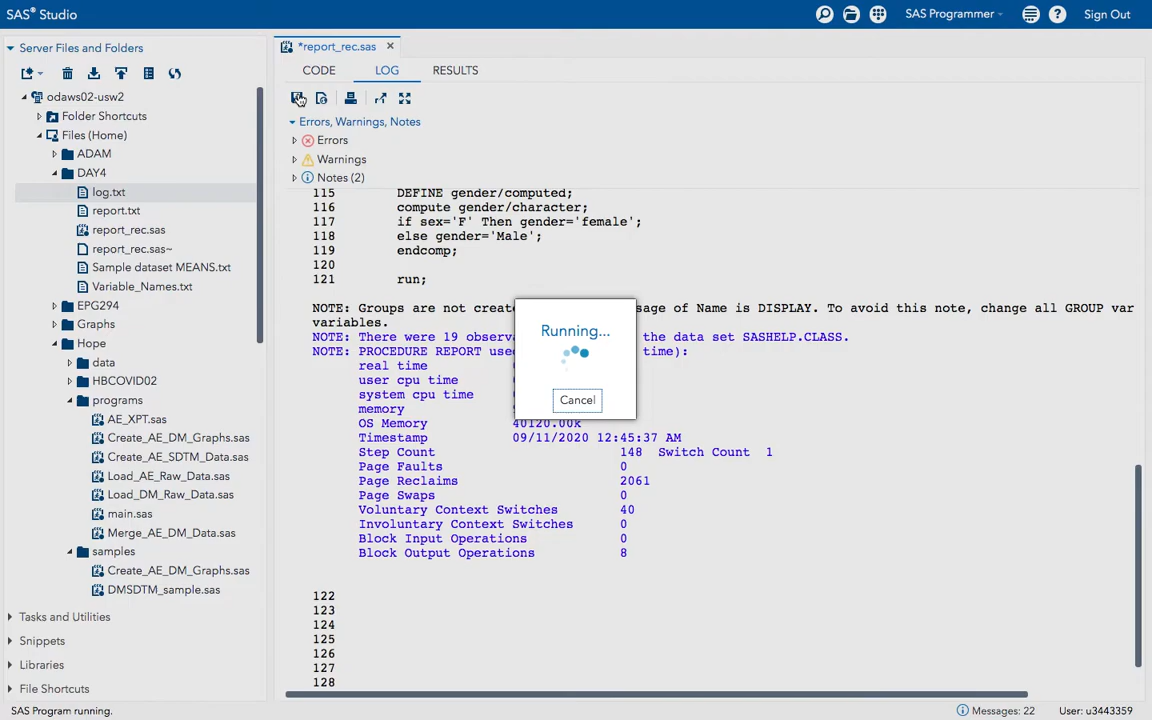 SAS® Studio
SAS Programmer
Sign Out
Server Files and Folders
odaws02-usw2
Folder Shortcuts
Files (Home)
ADAM
DAY4
log.txt
report.txt
report_rec.sas
report_rec.sas~
Sample dataset MEANS.txt
Variable_Names.txt
EPG294
Graphs
Hope
data
HBCOVID02
programs
AE_XPT.sas
Create_AE_DM_Graphs.sas
Create_AE_SDTM_Data.sas
Load_AE_Raw_Data.sas
Load_DM_Raw_Data.sas
main.sas
Merge_AE_DM_Data.sas
samples
Create_AE_DM_Graphs.sas
DMSDTM_sample.sas
Tasks and Utilities
Snippets
Libraries
File Shortcuts
*report_rec.sas
CODE LOG RESULTS
Errors, Warnings, Notes
Errors
Warnings
Notes (2)
115 DEFINE gender/computed;
116 compute gender/character;
117 if sex='F' Then gender='female';
118 else gender='Male';
119 endcomp;
120
121 run;
NOTE: Groups are not create sage of Name is DISPLAY. To avoid this note, change all GROUP var
variables.
NOTE: There were 19 observa the data set SASHELP.CLASS.
NOTE: PROCEDURE REPORT used time):
real time
user cpu time
system cpu time
memory
OS Memory 40120.00k
Timestamp 09/11/2020 12:45:37 AM
Step Count 148 Switch Count 1
Page Faults 0
Page Reclaims 2061
Page Swaps 0
Voluntary Context Switches 40
Involuntary Context Switches 0
Block Input Operations 0
Block Output Operations 8
122
123
124
125
126
127
128
Running...
Cancel
SAS Program running.
Messages: 22
User: u3443359